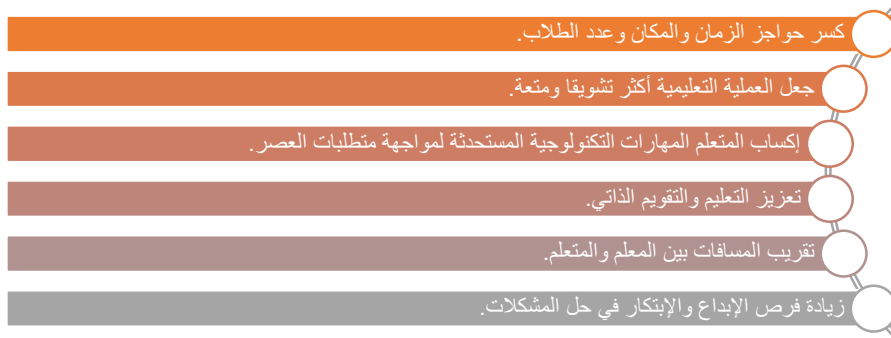 كسر حواجز الزمان والمكان وعدد الطلاب.
جعل العملية التعليمية أكثر تشويقا ومتعة.
إكساب المتعلم المهارات التكنولوجية المستحدثة لمواجهة متطلبات العصر.
تعزيز التعليم والتقويم الذاتي.
تقريب المسافات بين المعلم والمتعلم.
زيادة فرص الإبداع والإبتكار في حل المشكلات.